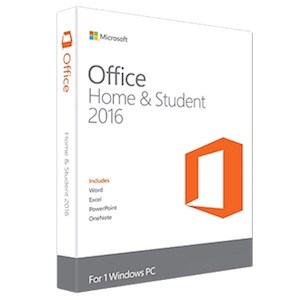 Microsoft
Office
Home & Student
2016
Includes
Word
Excel
PowerPoint
OneNote
For 1 Windows PC
Office
Home & Student 2016